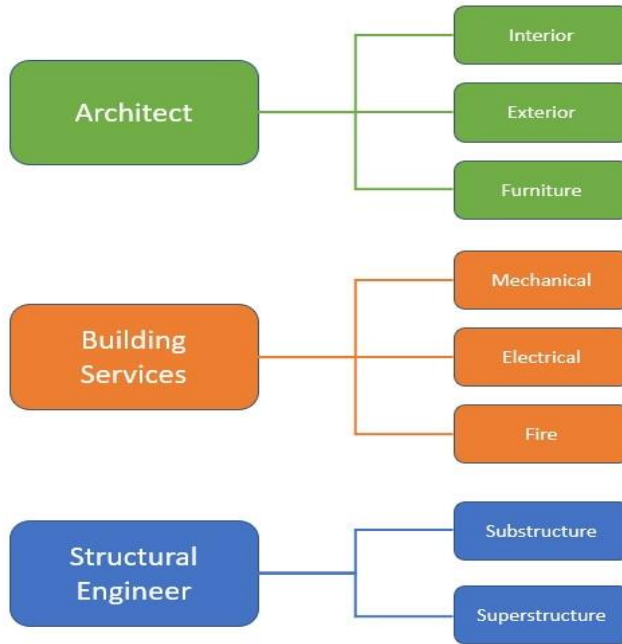 Architect
Interior
Exterior
Furniture
Building
Services
Mechanical
Electrical
Fire
Structural
Engineer
Substructure
Superstructure